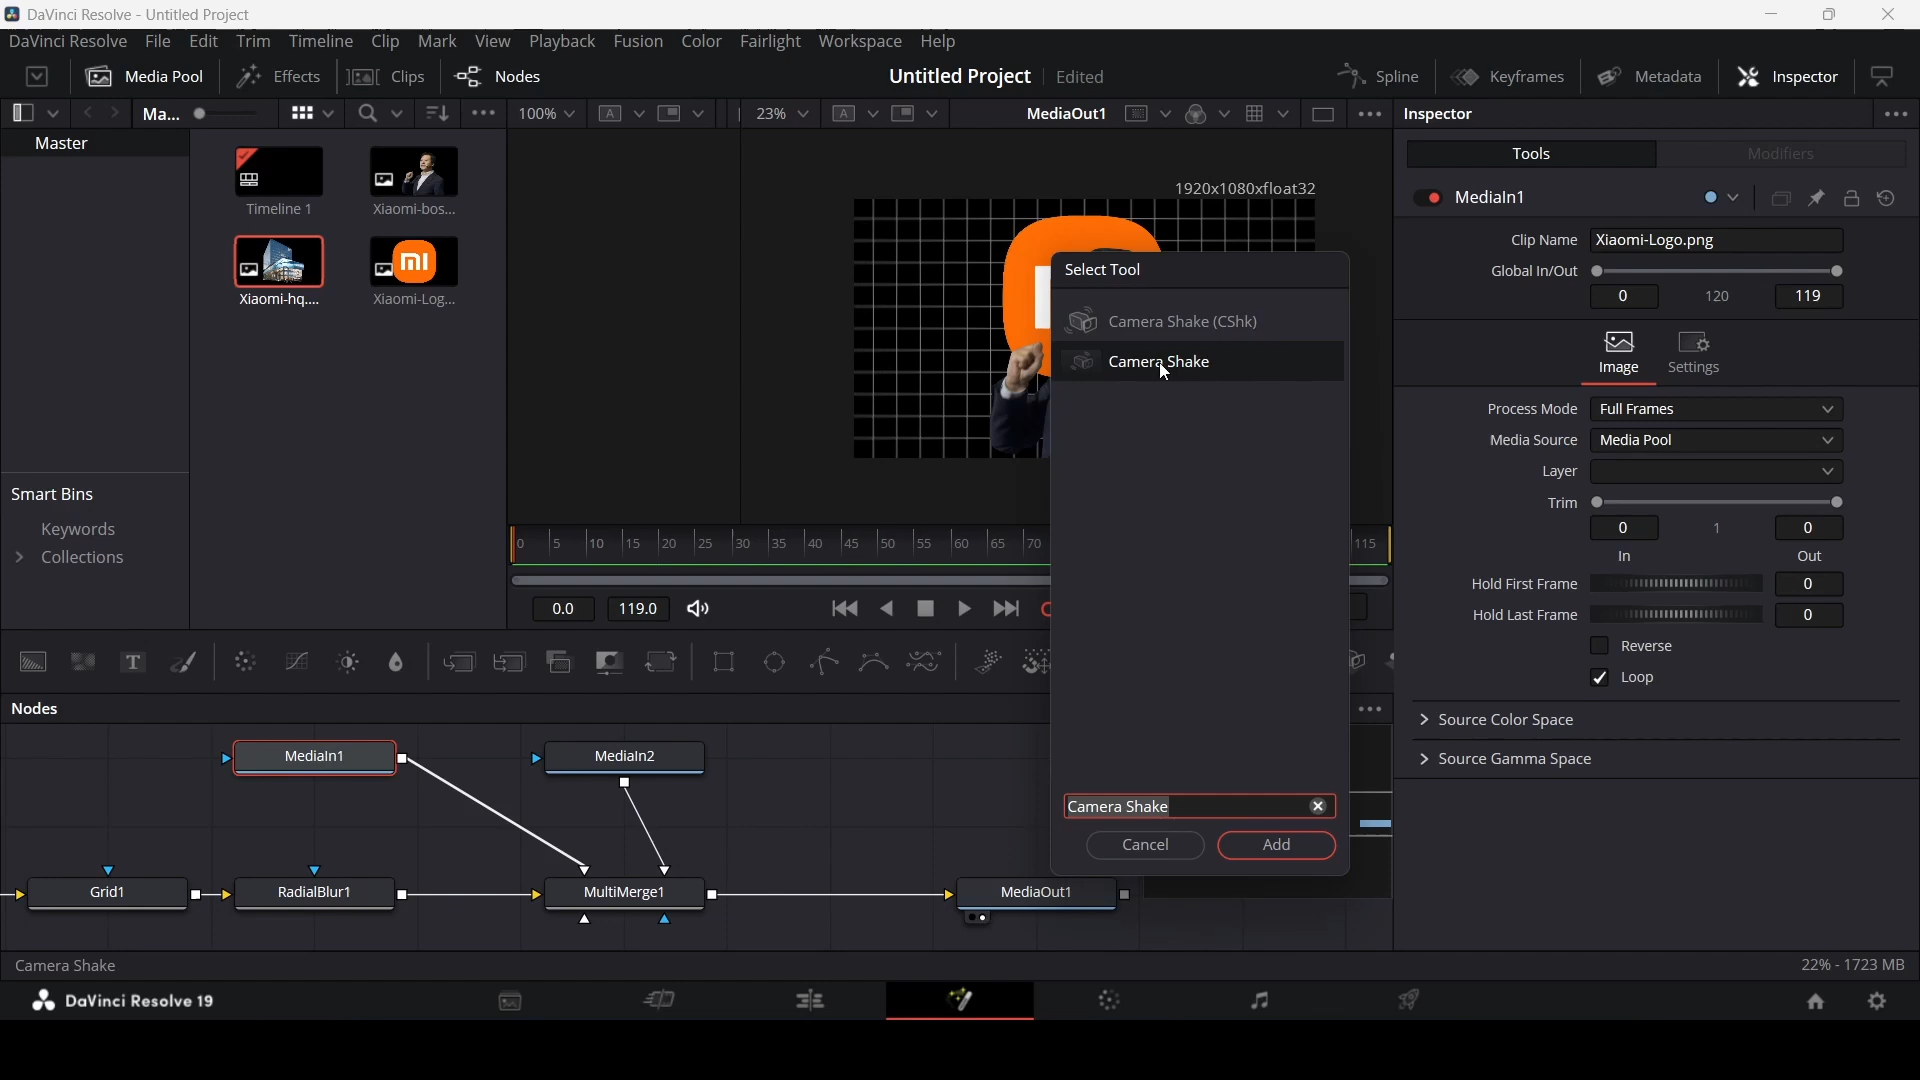 DaVinci Resolve - Untitled Project
DaVinci Resolve File Edit Trim Timeline Clip Mark View Playback Fusion Color Fairlight Workspace Help
Media Pool Effects Clips Nodes Untitled Project Edited Spline Keyframes Metadata Inspector
Ma... 100% A 23% A MediaOut1 Inspector
Master
Timeline 1
Xiaomi-bos...
Xiaomi-hq....
mi
Xiaomi-Log...
Smart Bins
Keywords
Collections
1920x1080xfloat32
0 5 10 15 20 25 30 35 40 45 50 55 60 65 70 115
0.0 119.0
T
Select Tool
Camera Shake (CShk)
Camera Shake
Camera Shake
Cancel Add
Tools Modifiers
MediaIn1
Clip Name Xiaomi-Logo.png
Global In/Out
0 120 119
Image Settings
Process Mode Full Frames
Media Source Media Pool
Layer
Trim
0 1 0
In Out
Hold First Frame 0
Hold Last Frame 0
Reverse
Loop
Source Color Space
Source Gamma Space
Nodes
MediaIn1 MediaIn2
Grid1 RadialBlur1 MultiMerge1 MediaOut1
Camera Shake 22% - 1723 MB
DaVinci Resolve 19